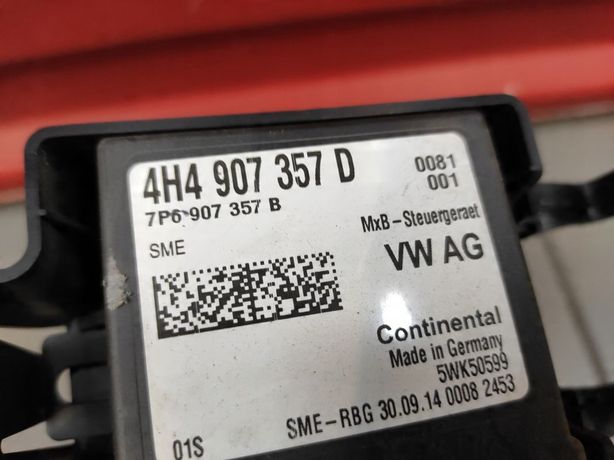 4H4 907 357 D
7P6 907 357 B
0081
001
SME
MxB-Steuergeraet
VW AG
Continental
Made in Germany
5WK50599
01S
SME-RBG 30.09.14 0008 2453